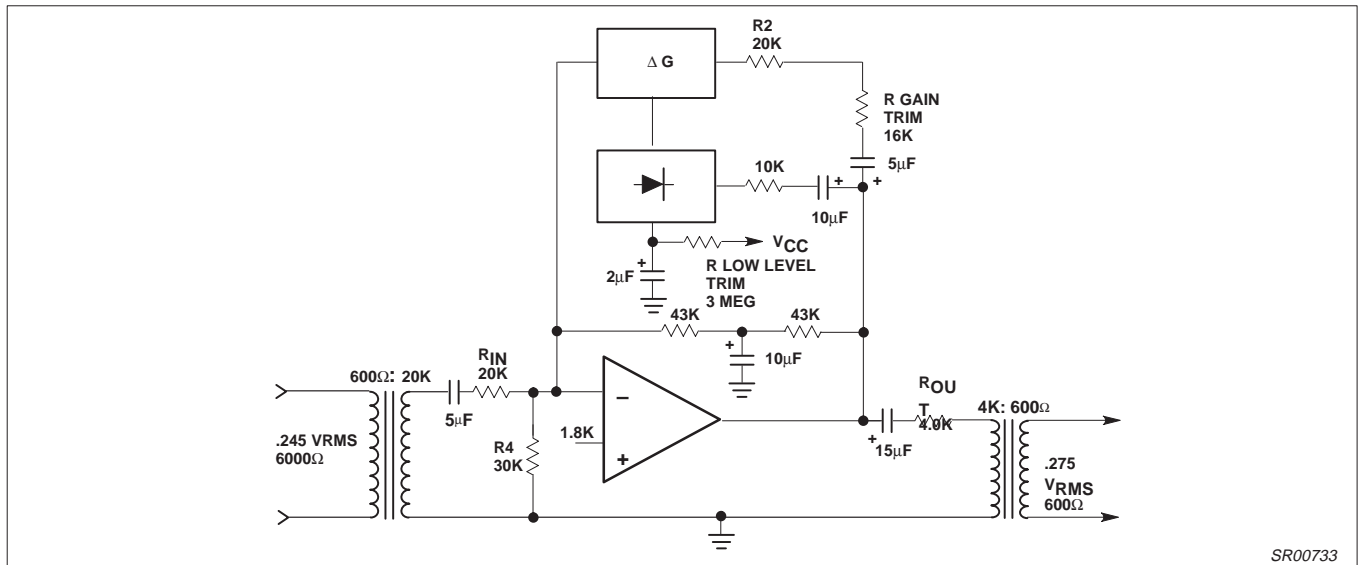 R2
20K
Δ G
R GAIN
TRIM
16K
5μF
+
10K
+
10μF
VCC
+
2μF
R LOW LEVEL
TRIM
3 MEG
43K
43K
+
10μF
600Ω: 20K
RIN
20K
5μF
−
+
1.8K
R4
30K
.245 VRMS
6000Ω
ROU
T
4.0K
+
15μF
4K: 600Ω
.275
VRMS
600Ω
SR00733